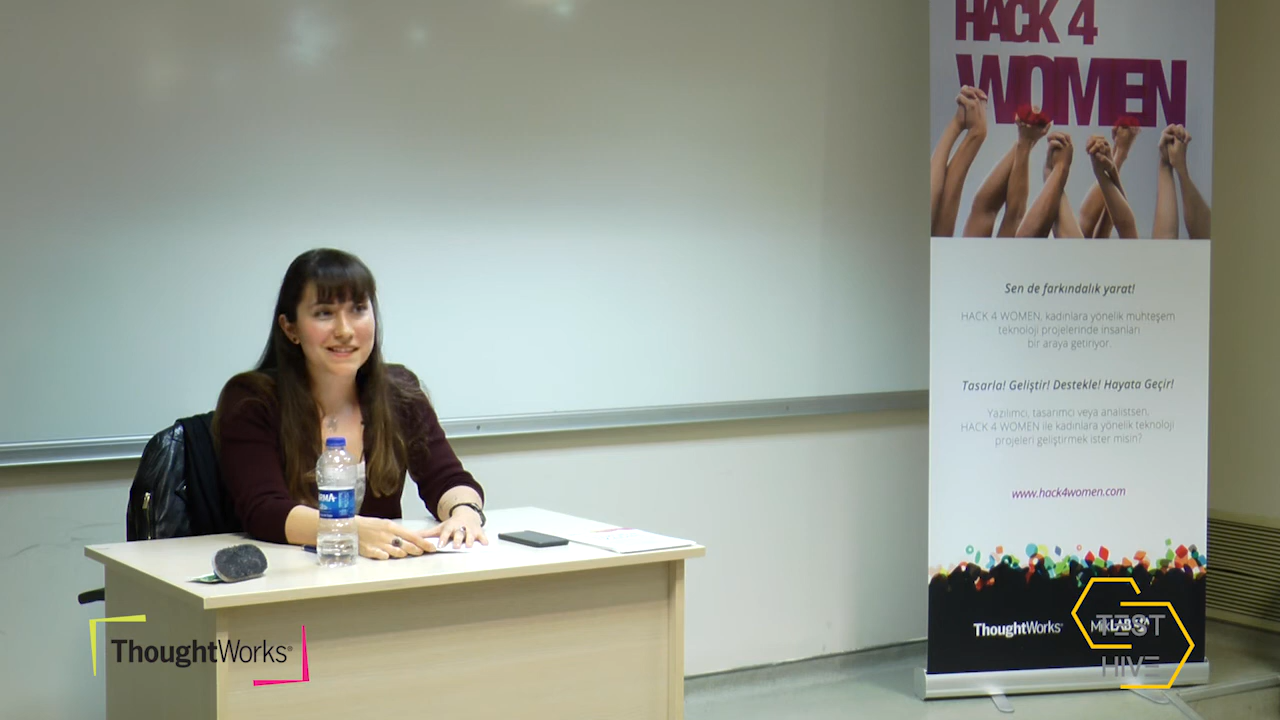 HACK 4
WOMEN
Sen de farkındalık yarat!
HACK 4 WOMEN, kadınlara yönelik muhteşem
teknoloji projelerinde insanları
bir araya getiriyor.
Tasarla! Geliştir! Destekle! Hayata Geçir!
Yazılımcı, tasarımcı veya analistsen,
HACK 4 WOMEN ile kadınlara yönelik teknoloji
projeleri geliştirmek ister misin?
www.hack4women.com
ThoughtWorks®
TEST
HIVE
ThoughtWorks®